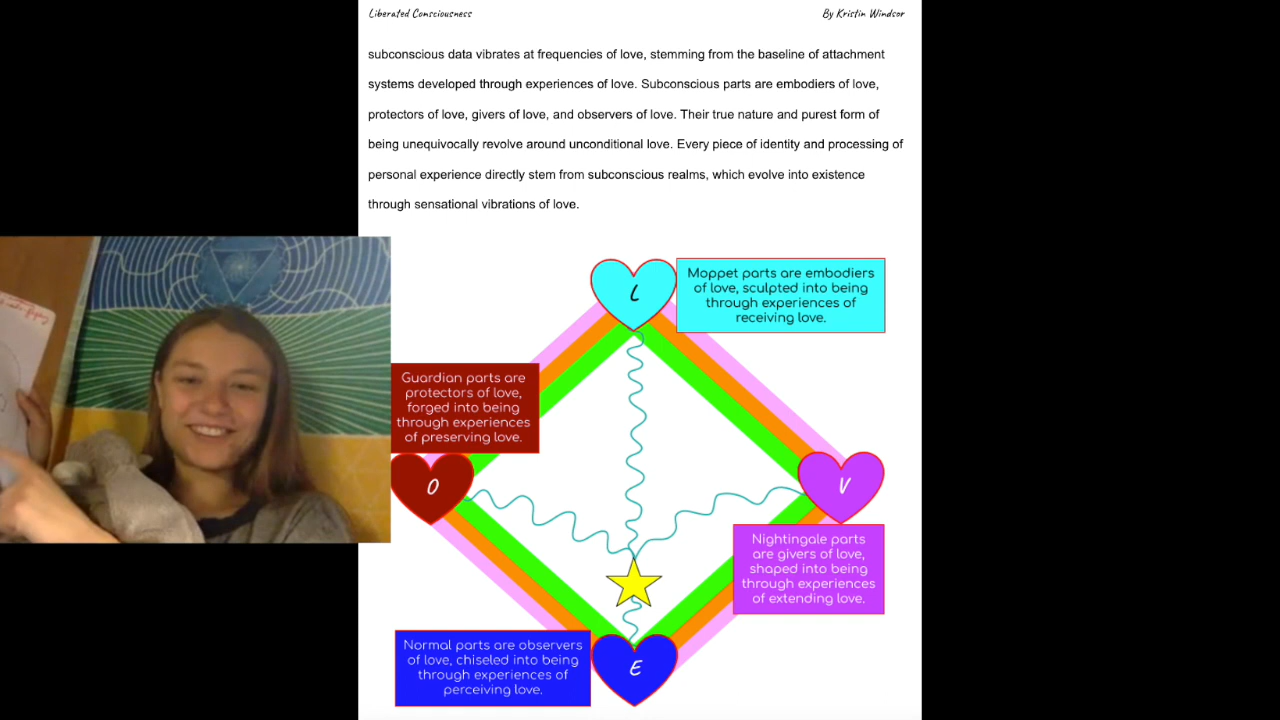 Liberated Consciousness
By Kristin Windsor
subconscious data vibrates at frequencies of love, stemming from the baseline of attachment
systems developed through experiences of love. Subconscious parts are embodiers of love,
protectors of love, givers of love, and observers of love. Their true nature and purest form of
being unequivocally revolve around unconditional love. Every piece of identity and processing of
personal experience directly stem from subconscious realms, which evolve into existence
through sensational vibrations of love.
L
Moppet parts are embodiers
of love, sculpted into being
through experiences of
receiving love.
Guardian parts are
protectors of love,
forged into being
through experiences
of preserving love.
O
V
Nightingale parts
are givers of love,
shaped into being
through experiences
of extending love.
Normal parts are observers
of love, chiseled into being
through experiences of
perceiving love.
E